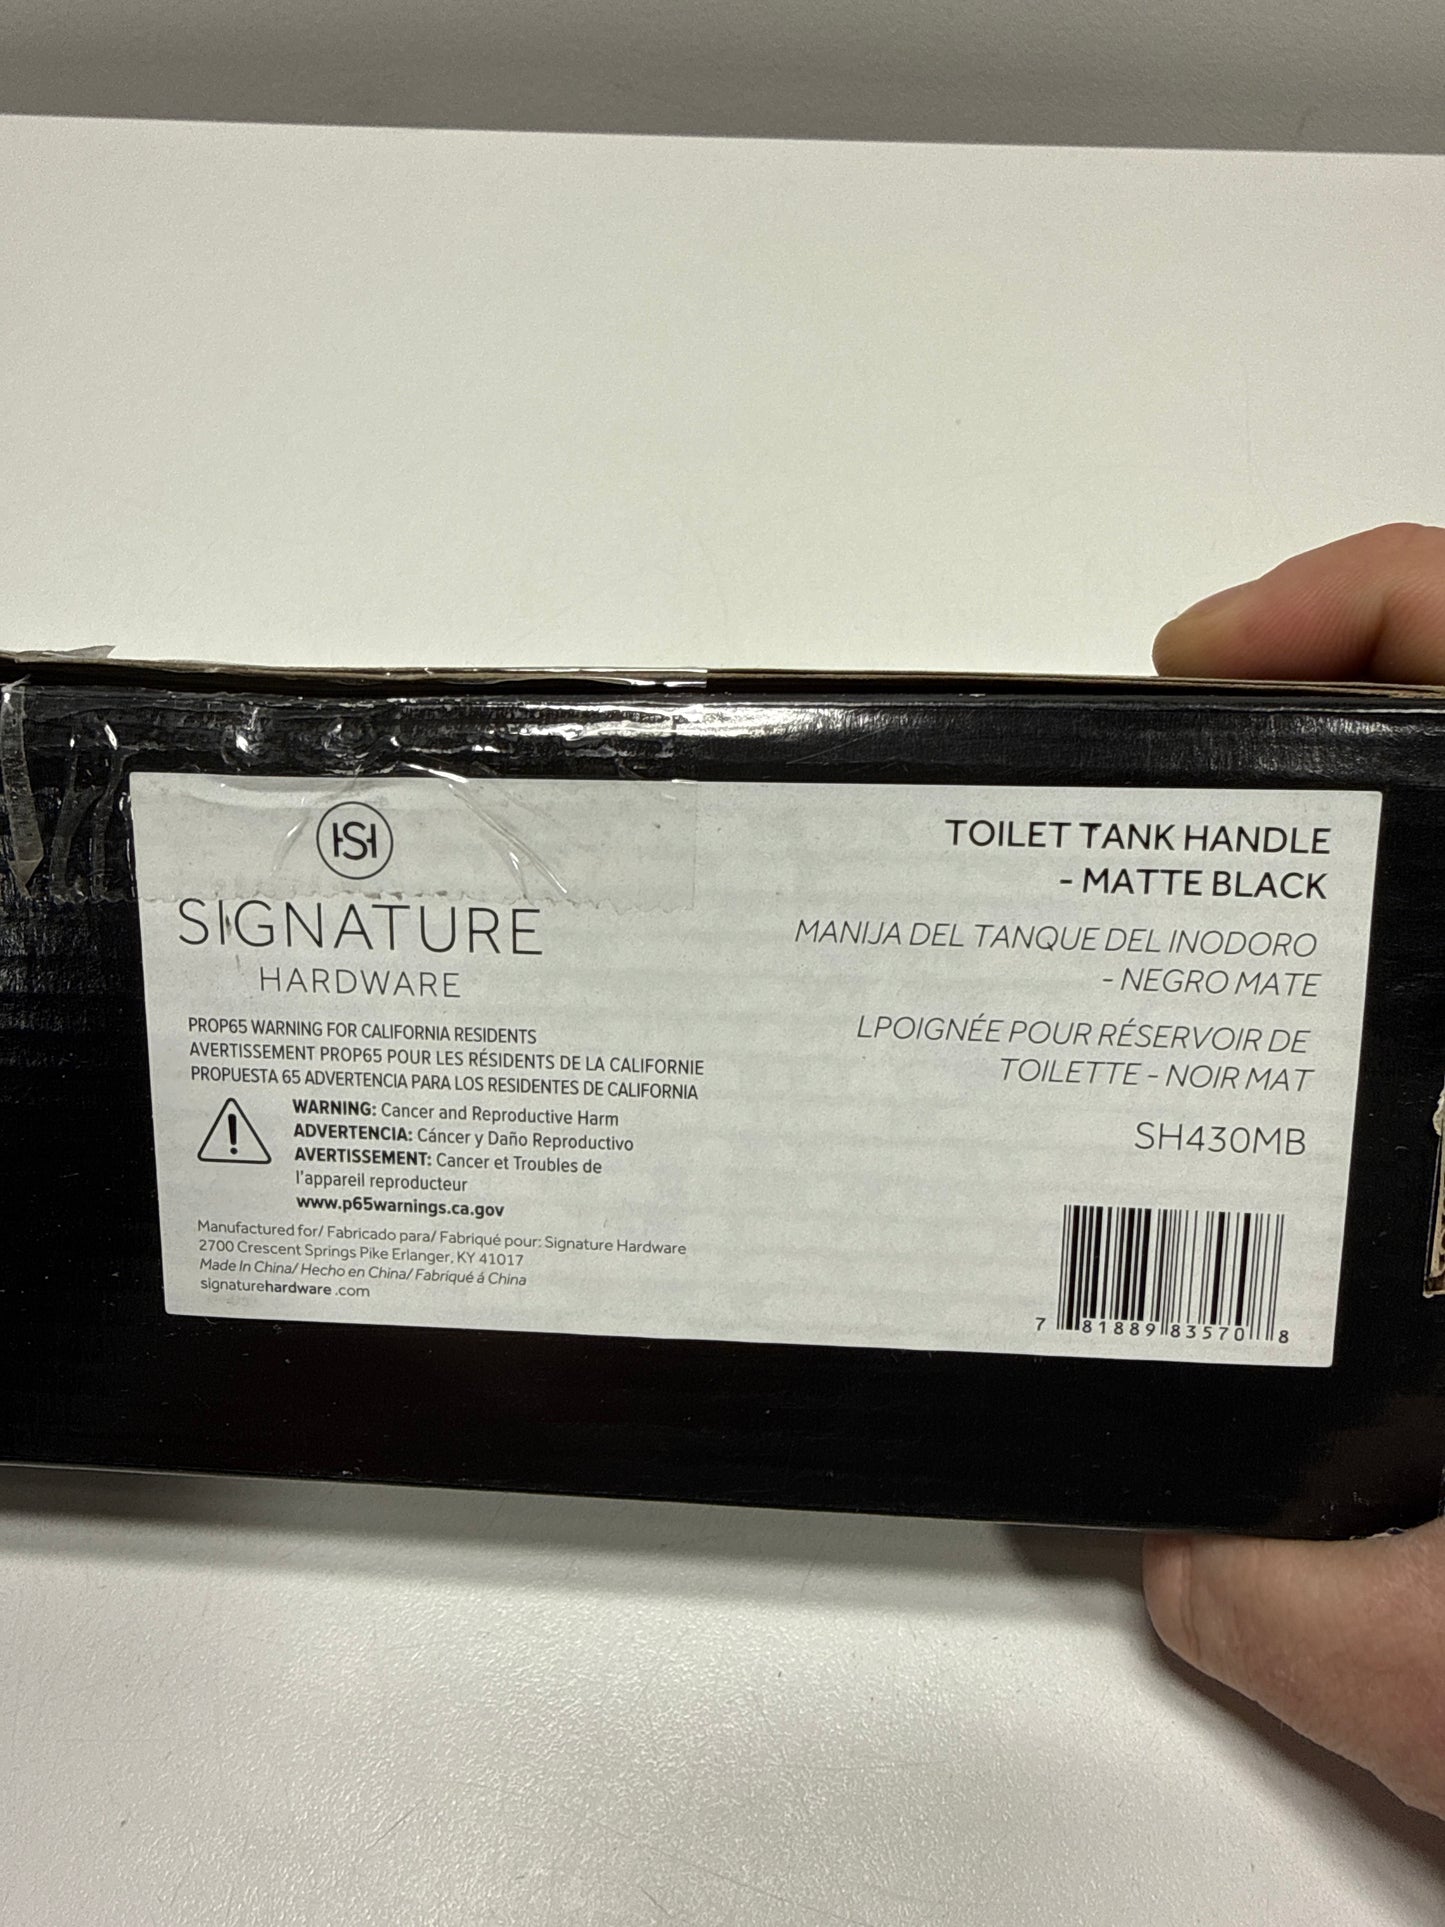 HS
SIGNATURE
HARDWARE
PROP65 WARNING FOR CALIFORNIA RESIDENTS
AVERTISSEMENT PROP65 POUR LES RÉSIDENTS DE LA CALIFORNIE
PROPUESTA 65 ADVERTENCIA PARA LOS RESIDENTES DE CALIFORNIA
WARNING: Cancer and Reproductive Harm
ADVERTENCIA: Cáncer y Daño Reproductivo
AVERTISSEMENT: Cancer et Troubles de
l'appareil reproducteur
www.p65warnings.ca.gov
Manufactured for/ Fabricado para/ Fabriqué pour: Signature Hardware
2700 Crescent Springs Pike Erlanger, KY 41017
Made In China/ Hecho en China/ Fabriqué á China
signaturehardware.com
TOILET TANK HANDLE
- MATTE BLACK
MANIJA DEL TANQUE DEL INODORO
- NEGRO MATE
LPOIGNÉE POUR RÉSERVOIR DE
TOILETTE - NOIR MAT
SH430MB
7 81889 83570 8